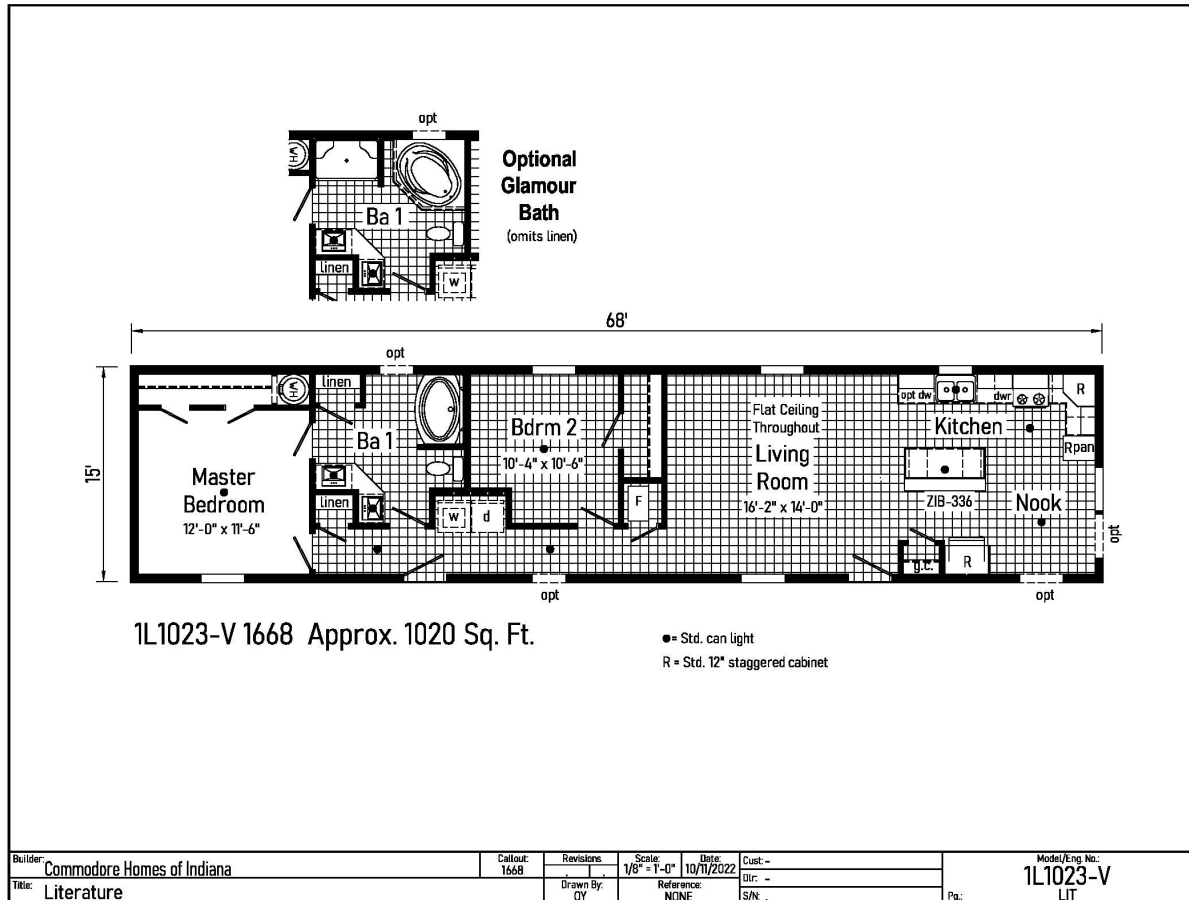 opt
WH
Optional
Glamour
Bath
(omits linen)
Ba 1
linen
w
68'
opt
15'
linen
WH
Ba 1
linen
w
d
Master
Bedroom
12'-0" x 11'-6"
Bdrm 2
10'-4" x 10'-6"
F
Flat Ceiling
Throughout
Living
Room
16'-2" x 14'-0"
opt dw
dwr
R
Kitchen
Rpan
ZIB-336
Nook
g.c.
R
opt
opt
opt
1L1023-V 1668 Approx. 1020 Sq. Ft.
●= Std. can light
R = Std. 12" staggered cabinet
Builder: Commodore Homes of Indiana
Title: Literature
Callout:
1668
Revisions
. .
Scale:
1/8" = 1'-0"
Date:
10/11/2022
Drawn By:
OY
Reference:
NONE
Cust: -
Dlr: -
S/N: .
Model/Eng. No.:
1L1023-V
Pg.: LIT